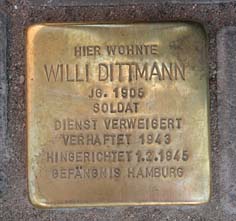 HIER WOHNTE
WILLI DITTMANN
JG. 1905
SOLDAT
DIENST VERWEIGERT
VERHAFTET 1943
HINGERICHTET 1.2.1945
GEFÄNGNIS HAMBURG